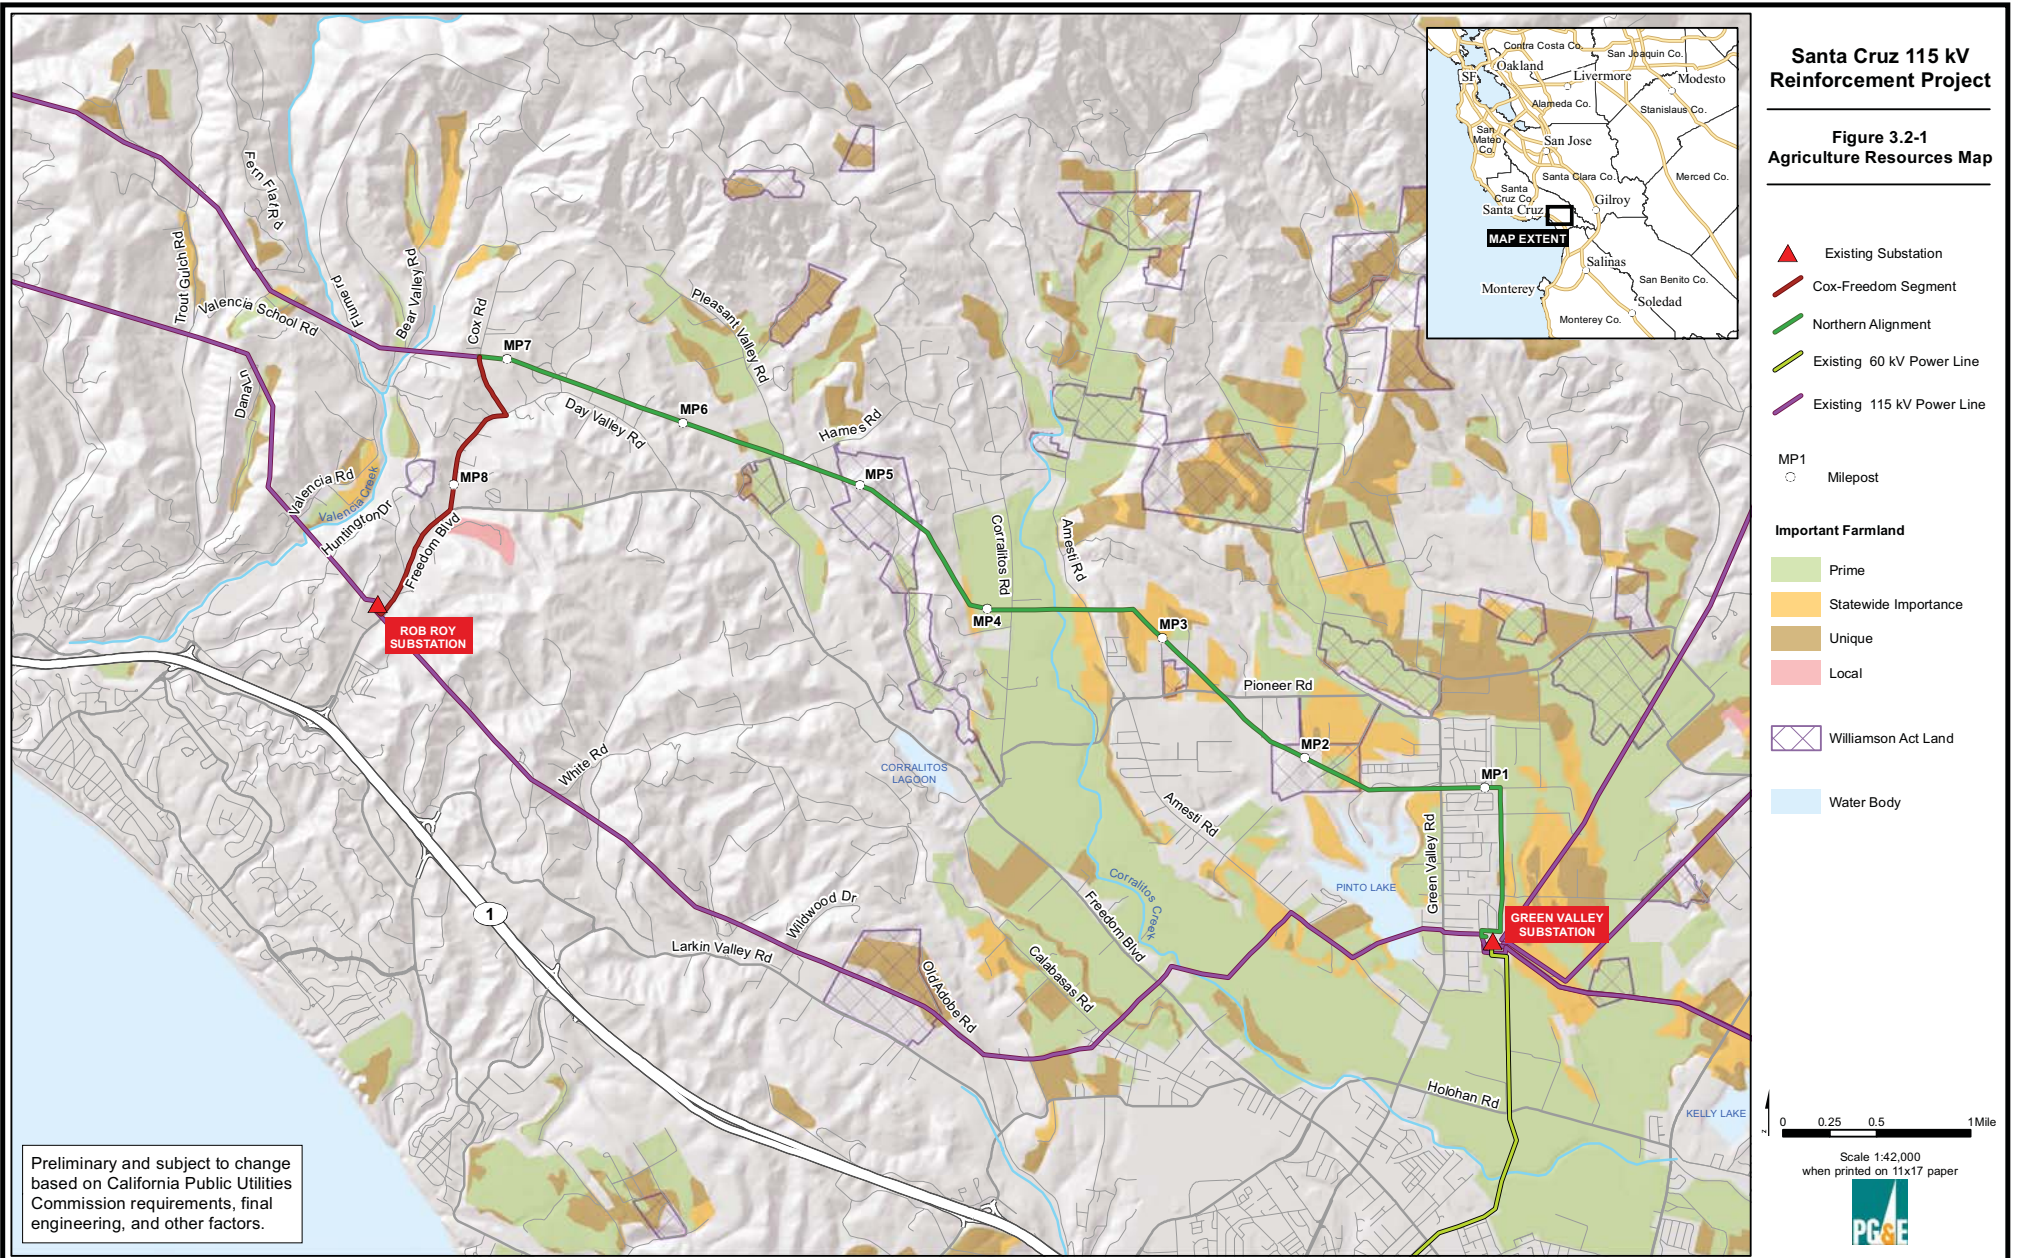 Santa Cruz 115 kV
Reinforcement Project
Figure 3.2-1
Agriculture Resources Map
Existing Substation
Cox-Freedom Segment
Northern Alignment
Existing 60 kV Power Line
Existing 115 kV Power Line
MP1
Milepost
Important Farmland
Prime
Statewide Importance
Unique
Local
Williamson Act Land
Water Body
0 0.25 0.5 1 Mile
Scale 1:42,000
when printed on 11x17 paper
PG&E
Contra Costa Co.
San Joaquin Co.
SF
Oakland
Livermore
Modesto
Alameda Co.
Stanislaus Co.
San
Mateo
Co.
San Jose
Santa Clara Co.
Merced Co.
Santa
Cruz Co.
Santa Cruz
Gilroy
MAP EXTENT
Salinas
San Benito Co.
Monterey
Soledad
Monterey Co.
Fern Flat Rd
Trout Gulch Rd
Valencia School Rd
Flume rd
Bear Valley Rd
Cox Rd
MP7
Pleasant Valley Rd
Dana Ln
Day Valley Rd
MP6
Hames Rd
MP5
Valencia Rd
Valencia Creek
Huntington Dr
MP8
Freedom Blvd
ROB ROY
SUBSTATION
Corralitos Rd
Amesti Rd
MP4
MP3
Pioneer Rd
MP2
MP1
White Rd
CORRALITOS
LAGOON
Amesti Rd
Green Valley Rd
PINTO LAKE
Corralitos Creek
Freedom Blvd
GREEN VALLEY
SUBSTATION
1
Wildwood Dr
Larkin Valley Rd
Old Adobe Rd
Calabasas Rd
Holohan Rd
KELLY LAKE
Preliminary and subject to change
based on California Public Utilities
Commission requirements, final
engineering, and other factors.